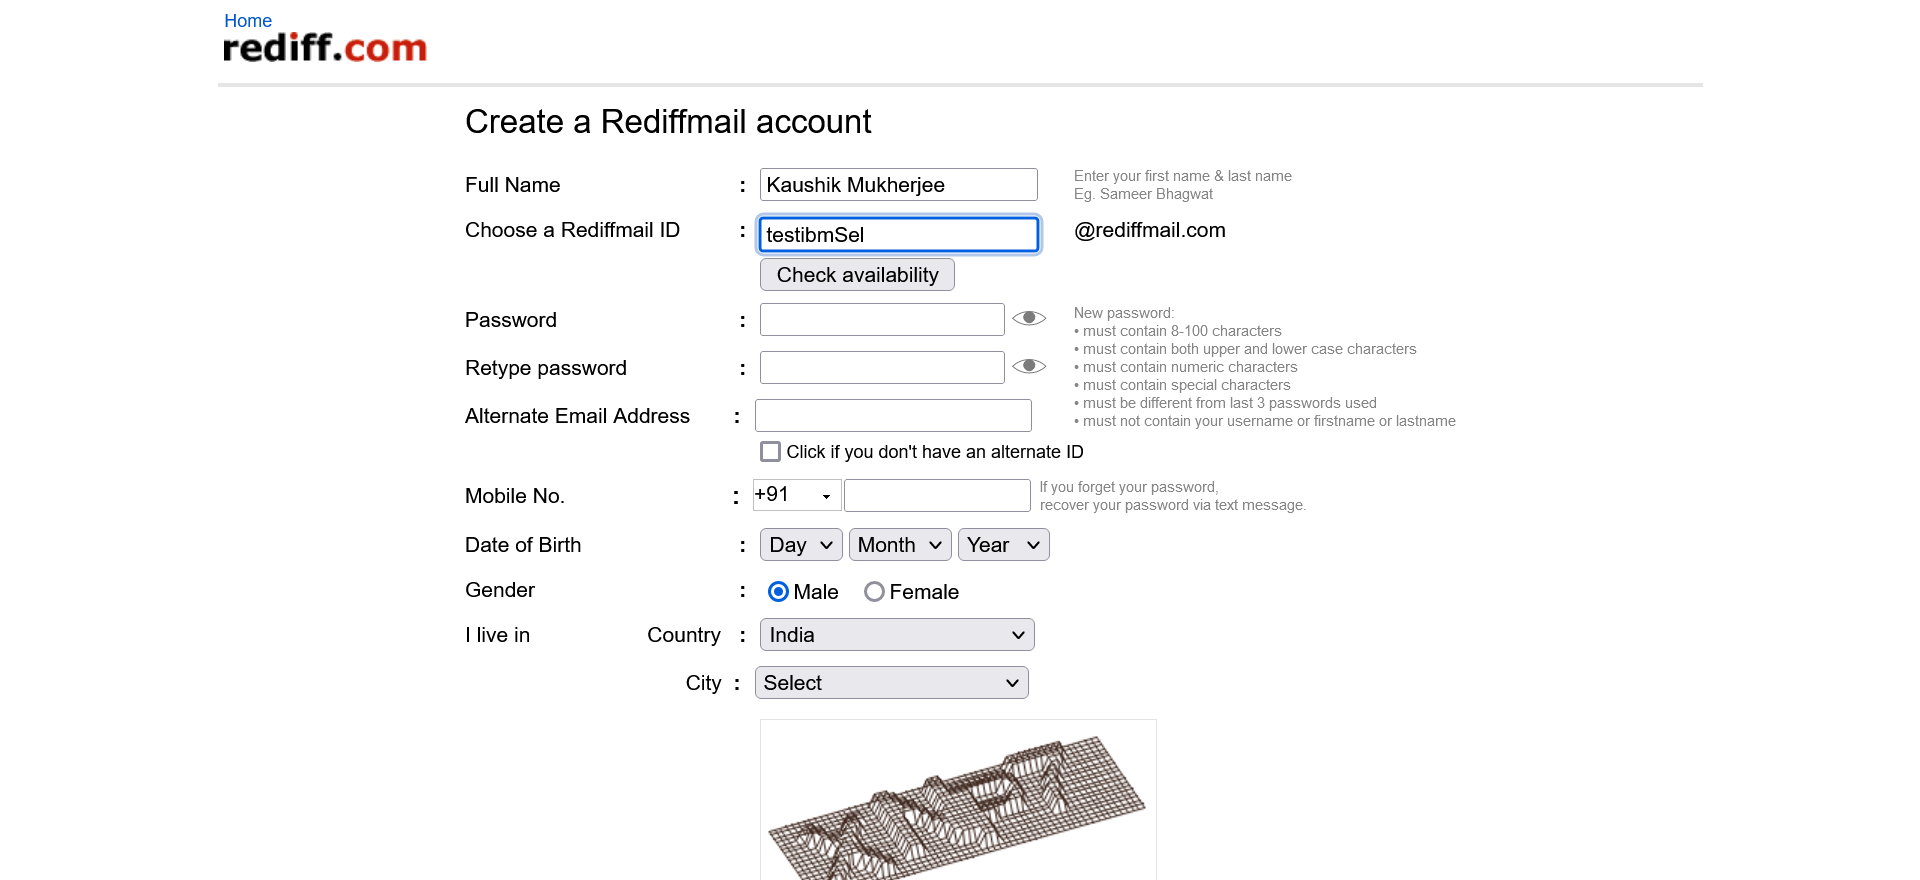 Home
rediff.com
Create a Rediffmail account
Full Name : Kaushik Mukherjee
Enter your first name & last name
Eg. Sameer Bhagwat
Choose a Rediffmail ID : testibmSel @rediffmail.com
Check availability
Password :
Retype password :
New password:
• must contain 8-100 characters
• must contain both upper and lower case characters
• must contain numeric characters
• must contain special characters
• must be different from last 3 passwords used
• must not contain your username or firstname or lastname
Alternate Email Address :
Click if you don't have an alternate ID
Mobile No. : +91
If you forget your password,
recover your password via text message.
Date of Birth : Day Month Year
Gender : Male Female
I live in Country : India
City : Select